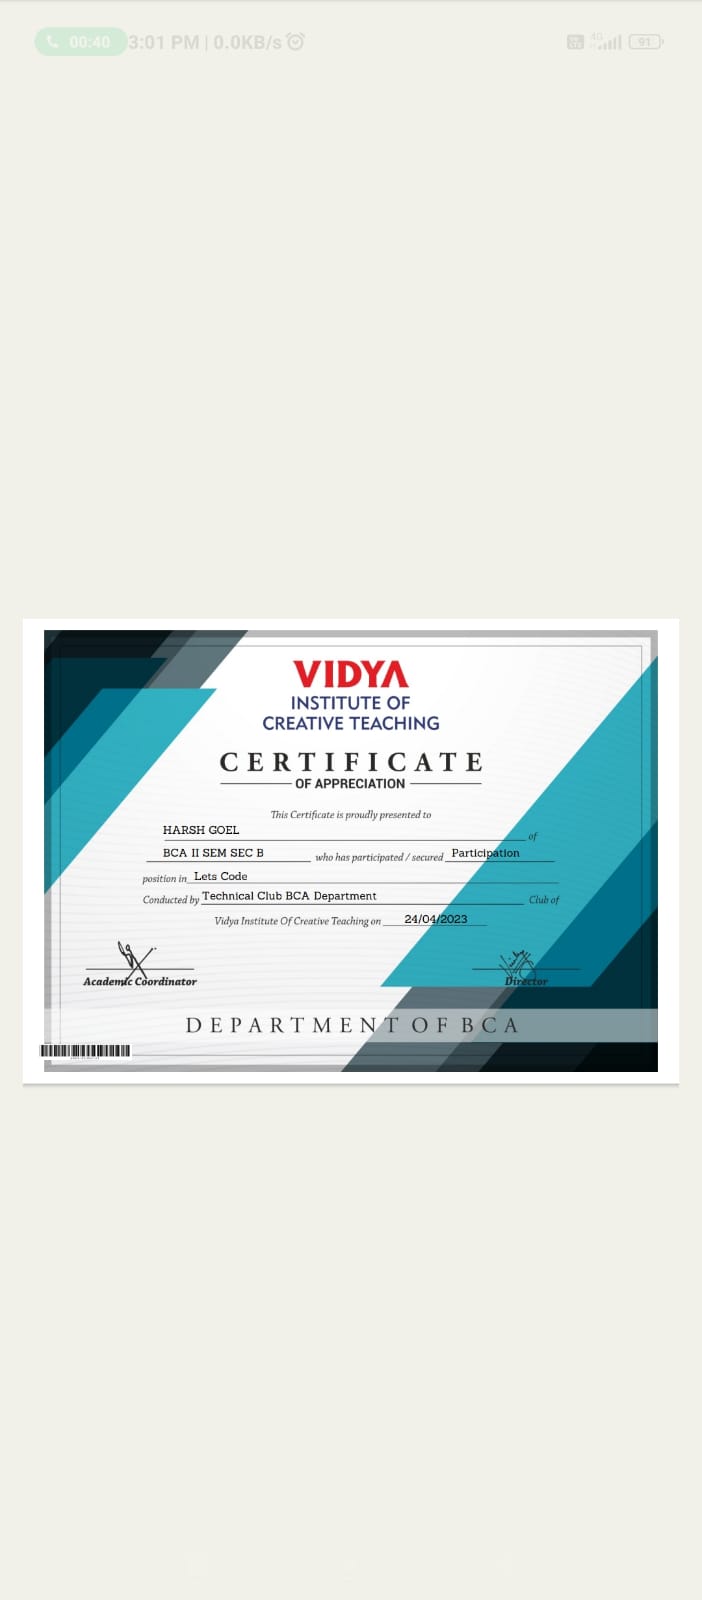 00:40 3:01 PM | 0.0KB/s 4G 91
VIDYA
INSTITUTE OF
CREATIVE TEACHING
CERTIFICATE
OF APPRECIATION
This Certificate is proudly presented to
HARSH GOEL of
BCA II SEM SEC B who has participated / secured Participation
position in Lets Code
Conducted by Technical Club BCA Department Club of
Vidya Institute Of Creative Teaching on 24/04/2023
Academic Coordinator Director
DEPARTMENT OF BCA